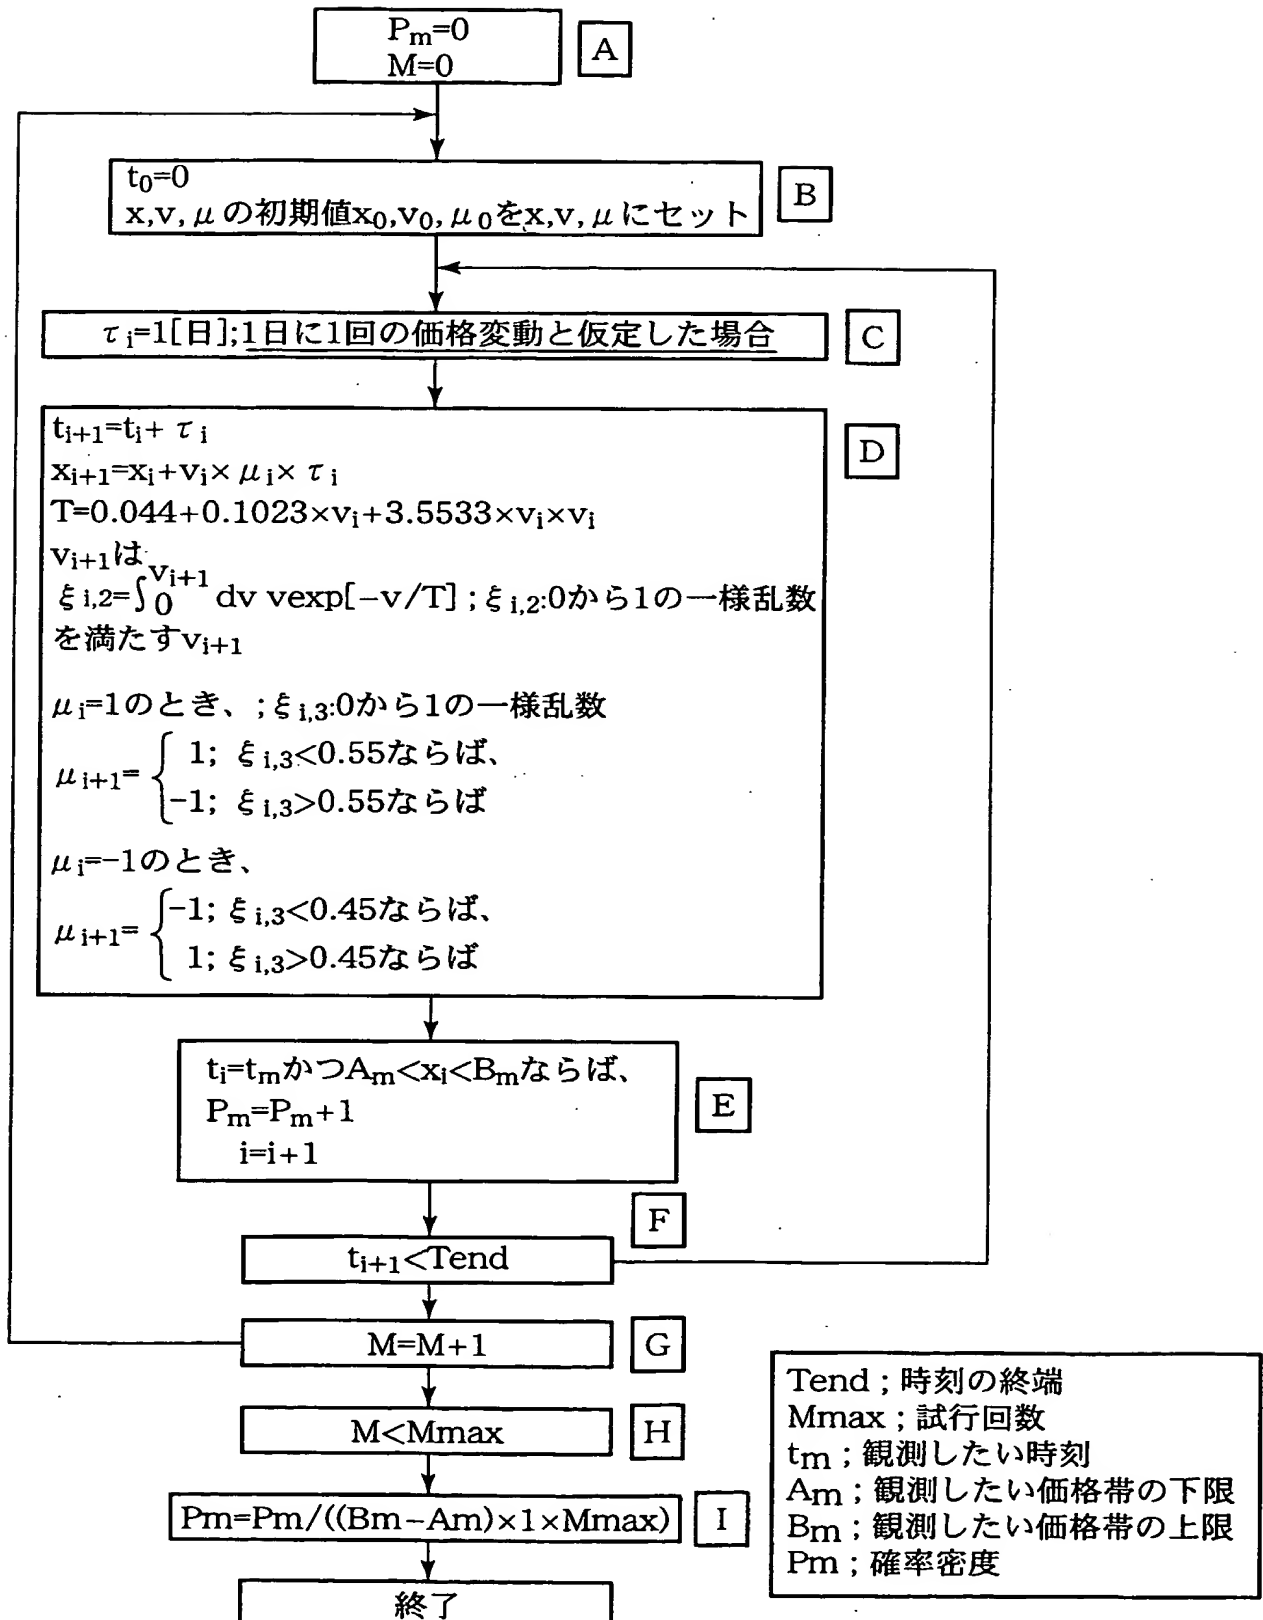 Pm=0
M=0
A
t0=0
x,v,μの初期値x0,v0,μ0をx,v,μにセット
B
τi=1[日];1日に1回の価格変動と仮定した場合
C
ti+1=ti+τi
xi+1=xi+vi×μi×τi
T=0.044+0.1023×vi+3.5533×vi×vi
vi+1は
ξi,2=∫0vi+1 dv vexp[-v/T];ξi,2:0から1の一様乱数
を満たすvi+1
μi=1のとき、;ξi,3:0から1の一様乱数
μi+1={ 1; ξi,3<0.55ならば、
-1; ξi,3>0.55ならば
μi=-1のとき、
μi+1={ -1; ξi,3<0.45ならば、
1; ξi,3>0.45ならば
D
ti=tmかつAm<xi<Bmならば、
Pm=Pm+1
i=i+1
E
F
ti+1<Tend
M=M+1
G
M<Mmax
H
Pm=Pm/((Bm-Am)×1×Mmax)
I
終了
Tend;時刻の終端
Mmax;試行回数
tm;観測したい時刻
Am;観測したい価格帯の下限
Bm;観測したい価格帯の上限
Pm;確率密度